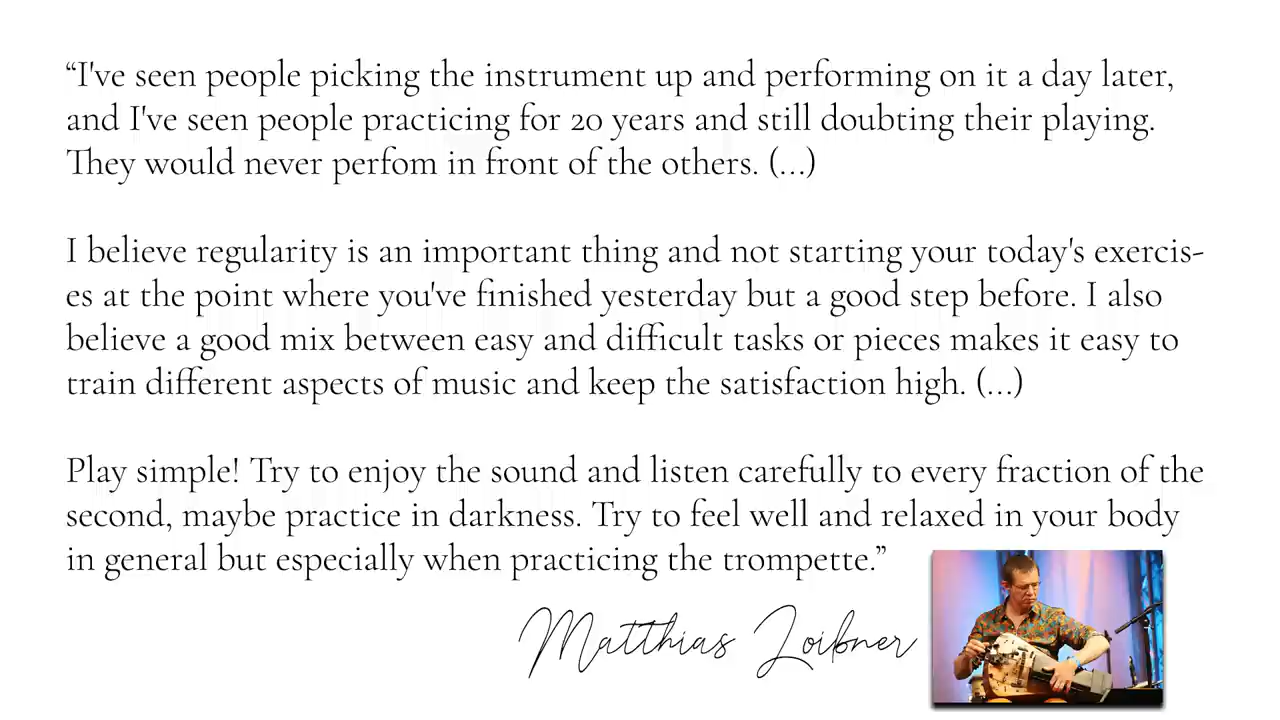 “I've seen people picking the instrument up and performing on it a day later,
and I've seen people practicing for 20 years and still doubting their playing.
They would never perfom in front of the others. (...)
I believe regularity is an important thing and not starting your today's exercis-
es at the point where you've finished yesterday but a good step before. I also
believe a good mix between easy and difficult tasks or pieces makes it easy to
train different aspects of music and keep the satisfaction high. (...)
Play simple! Try to enjoy the sound and listen carefully to every fraction of the
second, maybe practice in darkness. Try to feel well and relaxed in your body
in general but especially when practicing the trompette.”
Matthias Loibner